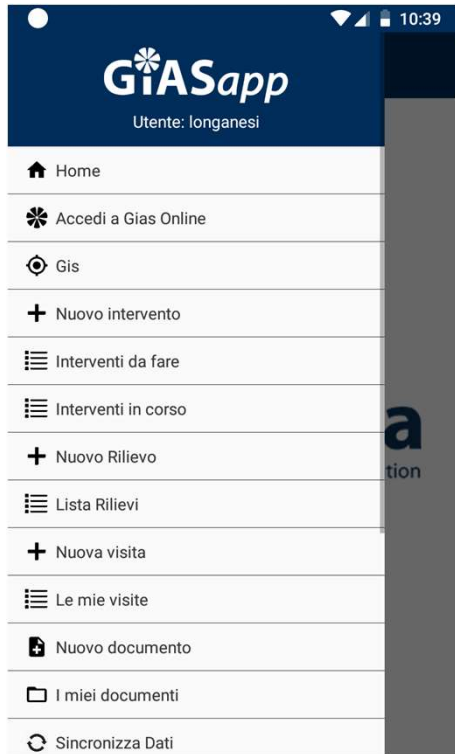 10:39
GIASapp
Utente: longanesi
Home
Accedi a Gias Online
Gis
Nuovo intervento
Interventi da fare
Interventi in corso
Nuovo Rilievo
Lista Rilievi
Nuova visita
Le mie visite
Nuovo documento
I miei documenti
Sincronizza Dati
a
tion